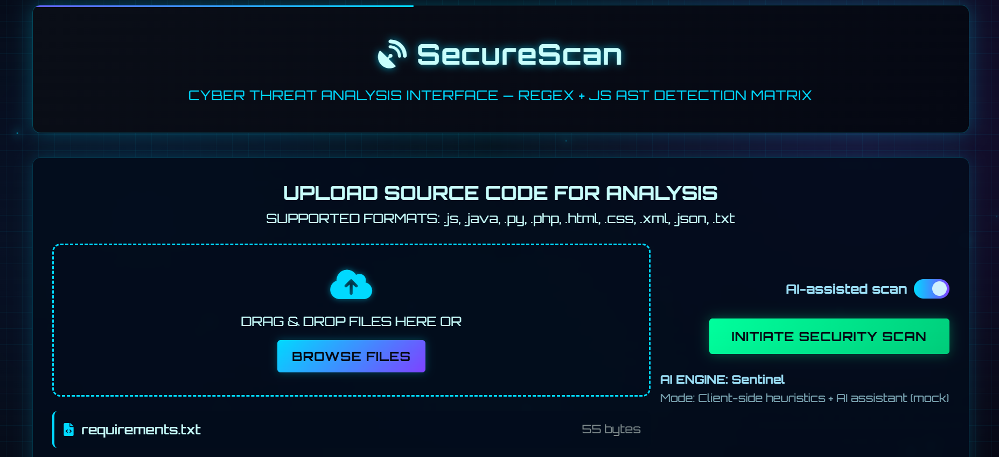 SecureScan
CYBER THREAT ANALYSIS INTERFACE — REGEX + JS AST DETECTION MATRIX
UPLOAD SOURCE CODE FOR ANALYSIS
SUPPORTED FORMATS: .js, .java, .py, .php, .html, .css, .xml, .json, .txt
DRAG & DROP FILES HERE OR
BROWSE FILES
AI-assisted scan
INITIATE SECURITY SCAN
AI ENGINE: Sentinel
Mode: Client-side heuristics + AI assistant (mock)
requirements.txt
55 bytes